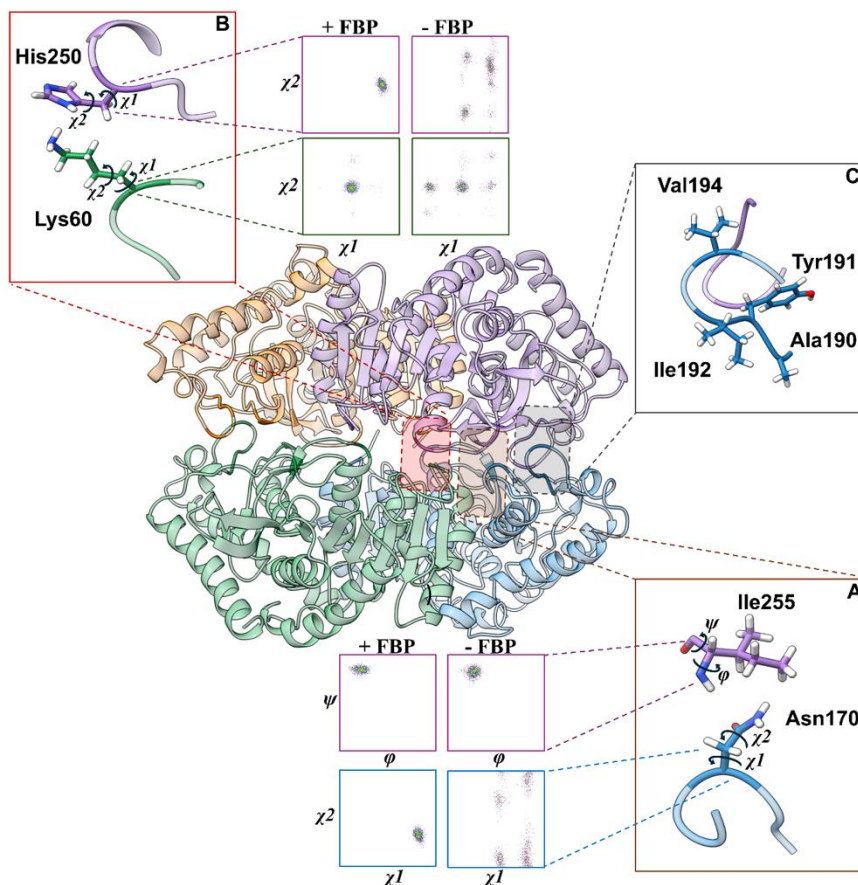 B
His250
χ2
χ1
χ1
χ2
Lys60
+ FBP - FBP
χ2
χ2
χ1 χ1
C
Val194
Tyr191
Ala190
Ile192
A
Ile255
ψ
φ
Asn170
χ2
χ1
+ FBP - FBP
ψ
φ φ
χ2
χ1 χ1